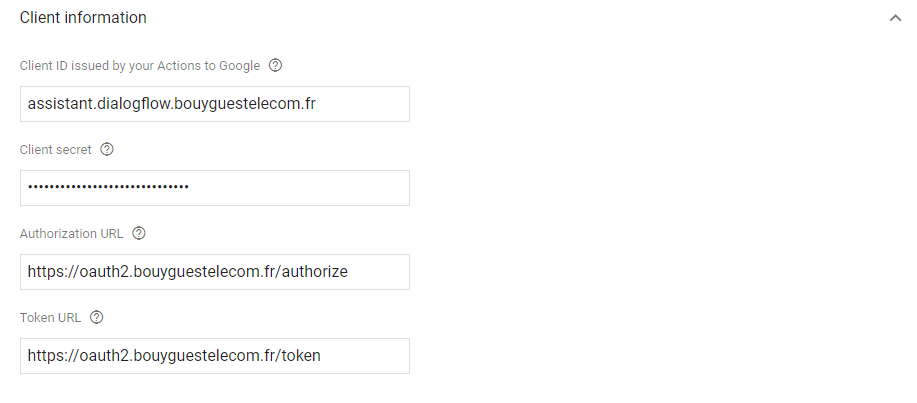 Client information
Client ID issued by your Actions to Google
assistant.dialogflow.bouyguestelecom.fr
Client secret
••••••••••••••••••••••••••••••
Authorization URL
https://oauth2.bouyguestelecom.fr/authorize
Token URL
https://oauth2.bouyguestelecom.fr/token